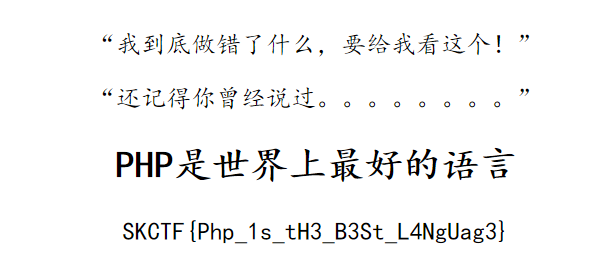 “我到底做错了什么，要给我看这个！”
“还记得你曾经说过。。。。。。。。”
PHP是世界上最好的语言
SKCTF{Php_1s_tH3_B3St_L4NgUag3}